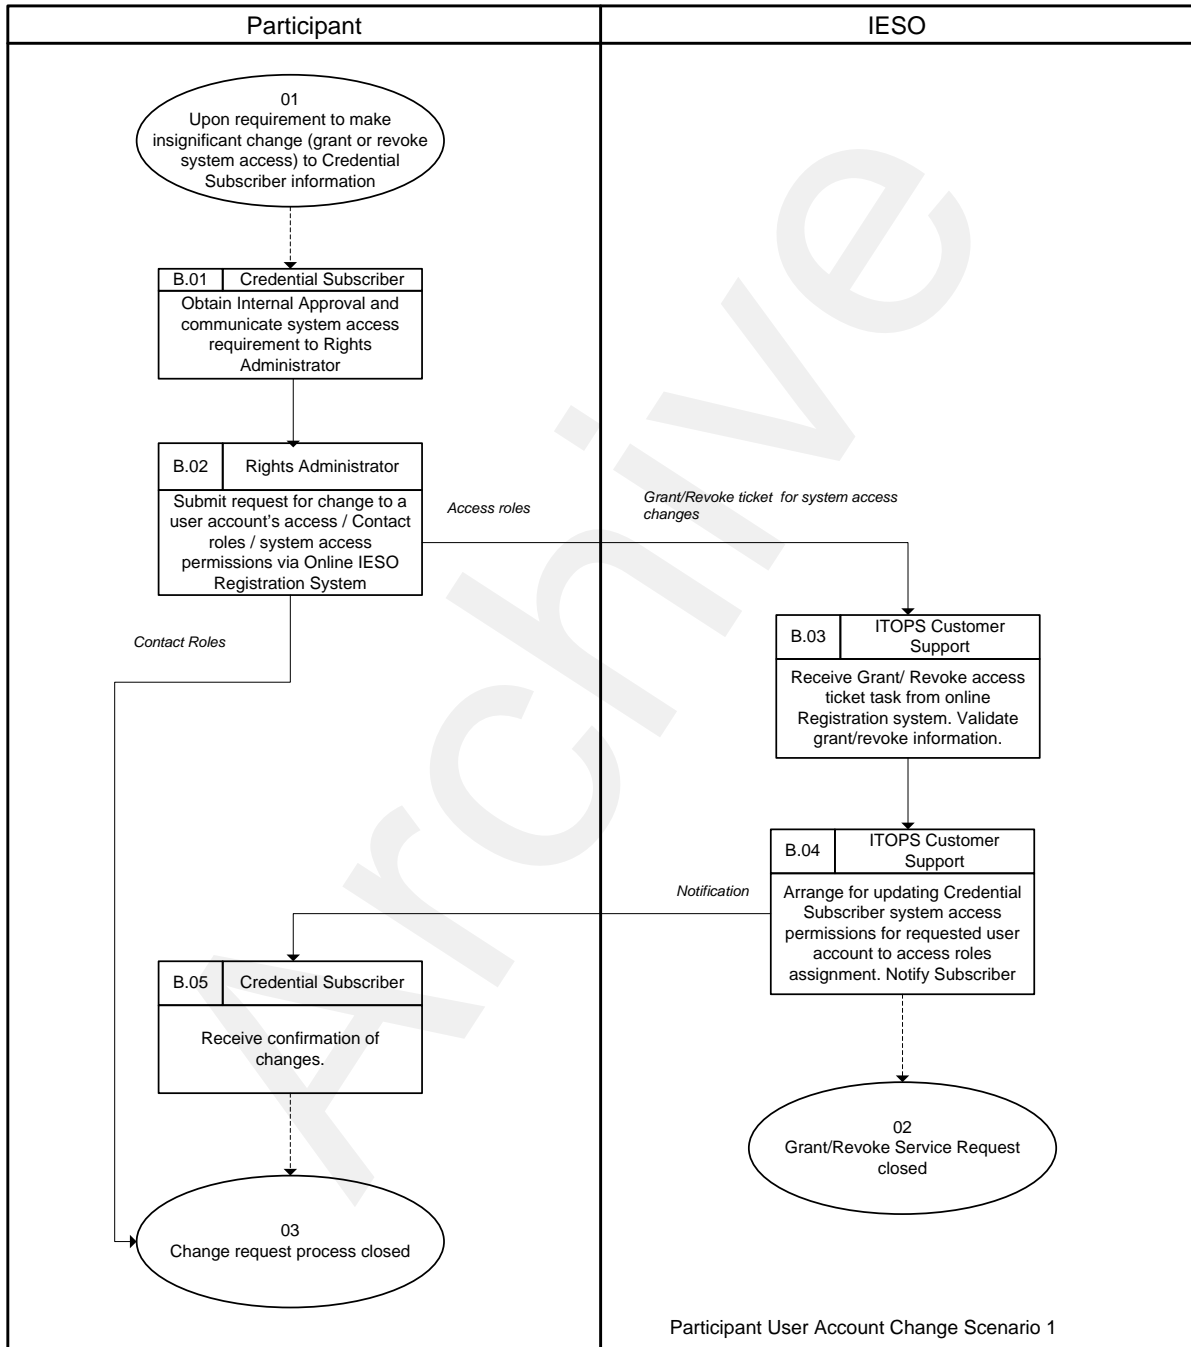 Participant
IESO
01
Upon requirement to make
insignificant change (grant or revoke
system access) to Credential
Subscriber information
B.01
Credential Subscriber
Obtain Internal Approval and
communicate system access
requirement to Rights
Administrator
B.02
Rights Administrator
Submit request for change to a
user account's access / Contact
roles / system access
permissions via Online IESO
Registration System
Access roles
Grant/Revoke ticket  for system access
changes
Contact Roles
B.03
ITOPS Customer
Support
Receive Grant/ Revoke access
ticket task from online
Registration system. Validate
grant/revoke information.
B.04
ITOPS Customer
Support
Arrange for updating Credential
Subscriber system access
permissions for requested user
account to access roles
assignment. Notify Subscriber
Notification
B.05
Credential Subscriber
Receive confirmation of
changes.
02
Grant/Revoke Service Request
closed
03
Change request process closed
Participant User Account Change Scenario 1
Archive